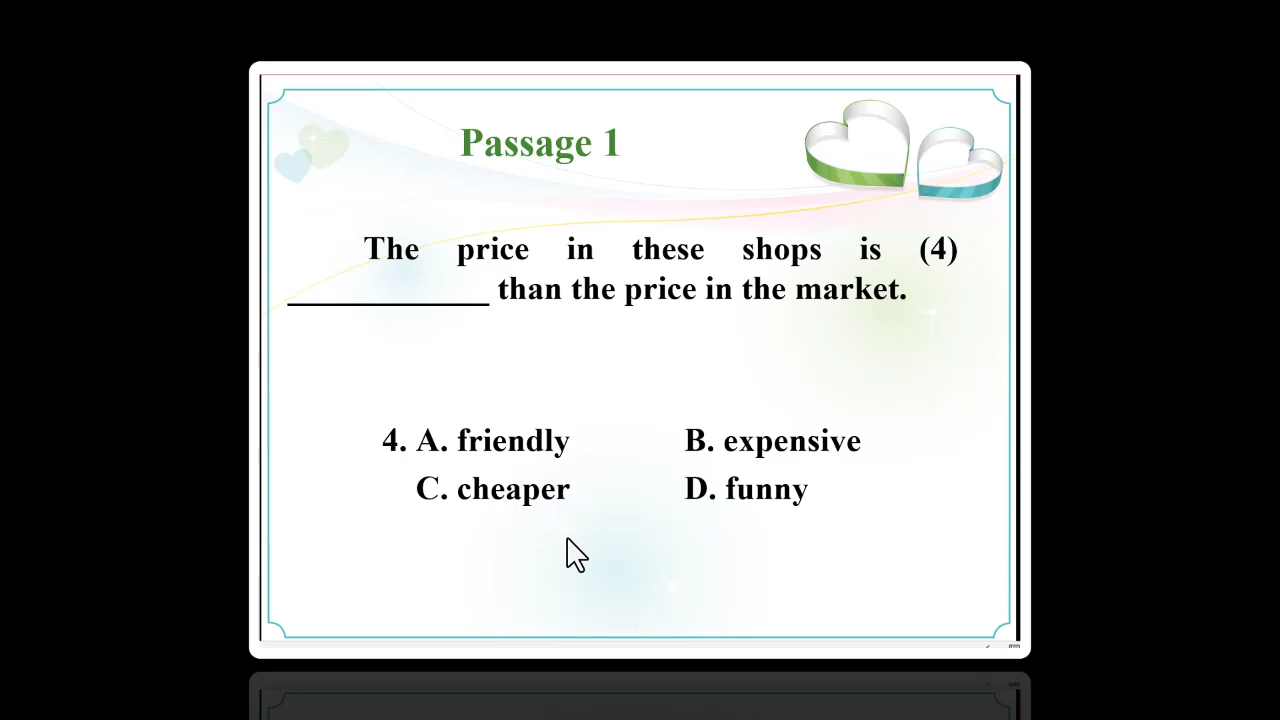 Passage 1
The price in these shops is (4)
____________ than the price in the market.
4. A. friendly B. expensive
C. cheaper D. funny